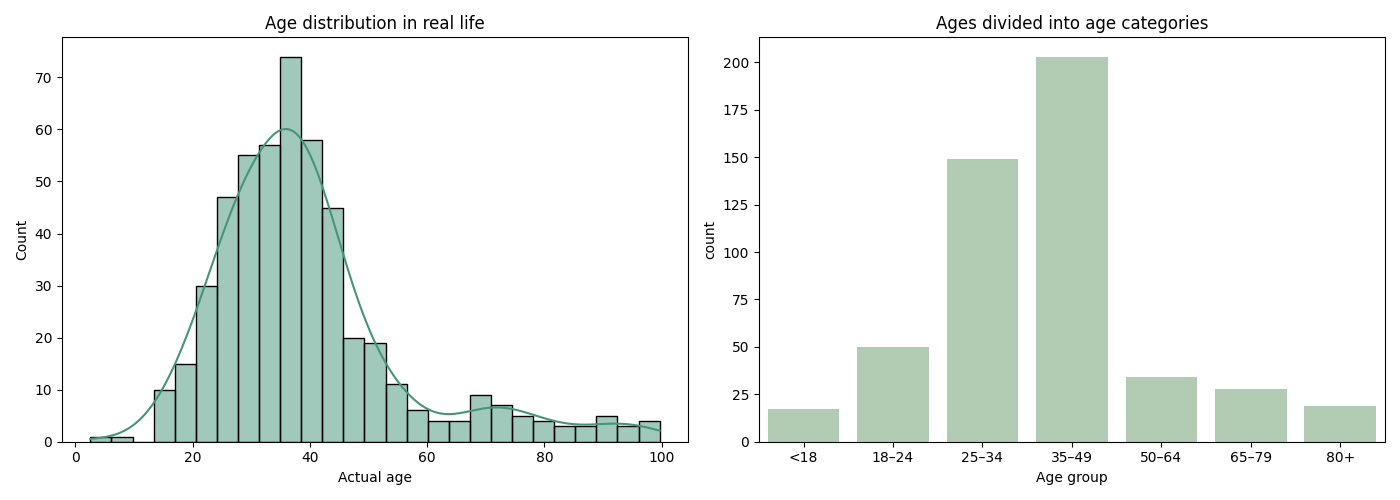 Age distribution in real life
Count
70
60
50
40
30
20
10
0
0 20 40 60 80 100
Actual age
Ages divided into age categories
count
200
175
150
125
100
75
50
25
0
<18 18–24 25–34 35–49 50–64 65–79 80+
Age group